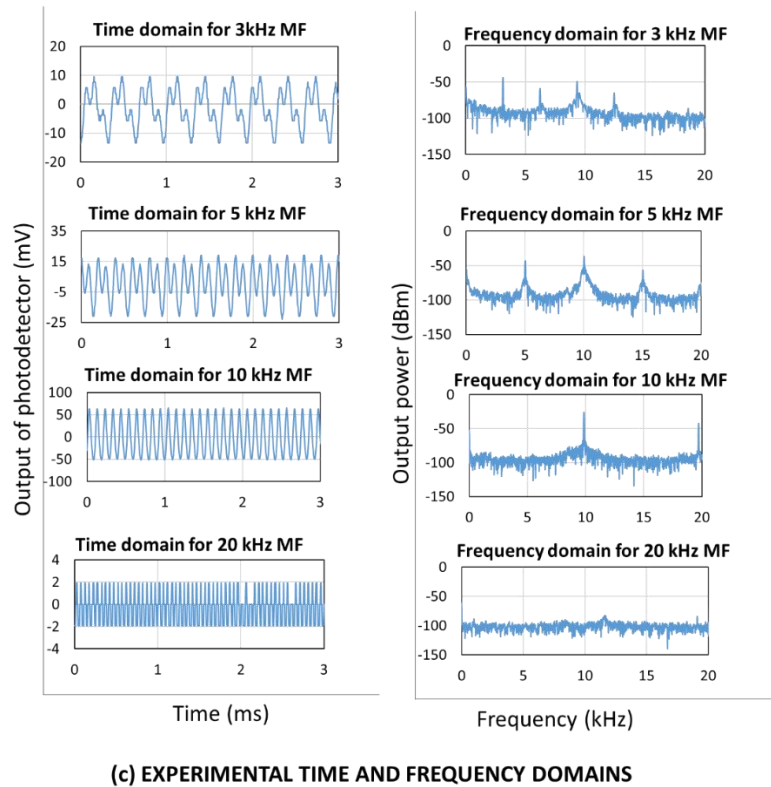 Time domain for 3kHz MF
20
10
0
-10
-20
0 1 2 3
Time domain for 5 kHz MF
35
15
-5
-25
0 1 2 3
Time domain for 10 kHz MF
100
50
0
-50
-100
0 1 2 3
Time domain for 20 kHz MF
4
2
0
-2
-4
0 1 2 3
Output of photodetector (mV)
Time (ms)
Frequency domain for 3 kHz MF
0
-50
-100
-150
0 5 10 15 20
Frequency domain for 5 kHz MF
0
-50
-100
-150
0 5 10 15 20
Frequency domain for 10 kHz MF
0
-50
-100
-150
0 5 10 15 20
Frequency domain for 20 kHz MF
0
-50
-100
-150
0 5 10 15 20
Output power (dBm)
Frequency (kHz)
(c) EXPERIMENTAL TIME AND FREQUENCY DOMAINS